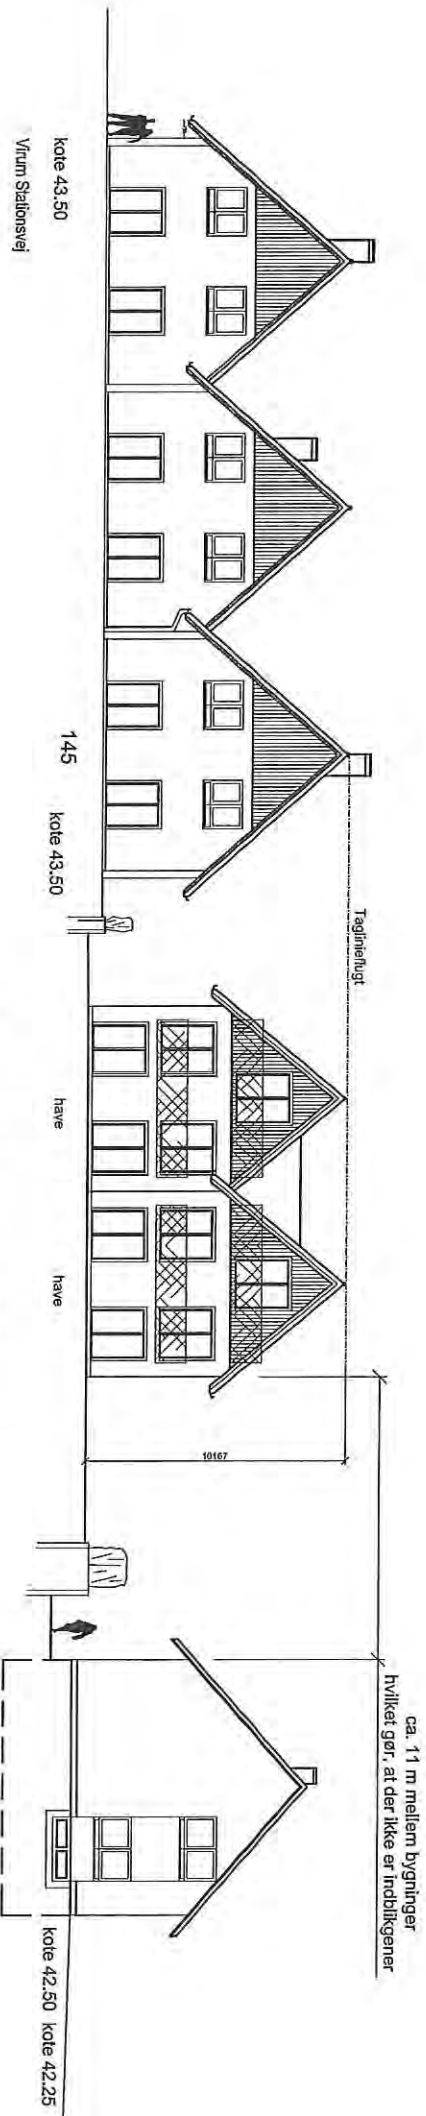 ca. 11 m mellem bygninger
hvilket gør, at der ikke er indblikgener
Taglinieflugt
10167
145
have
have
kote 43.50
kote 43.50
kote 42.50 kote 42.25
Virum Stationsvej